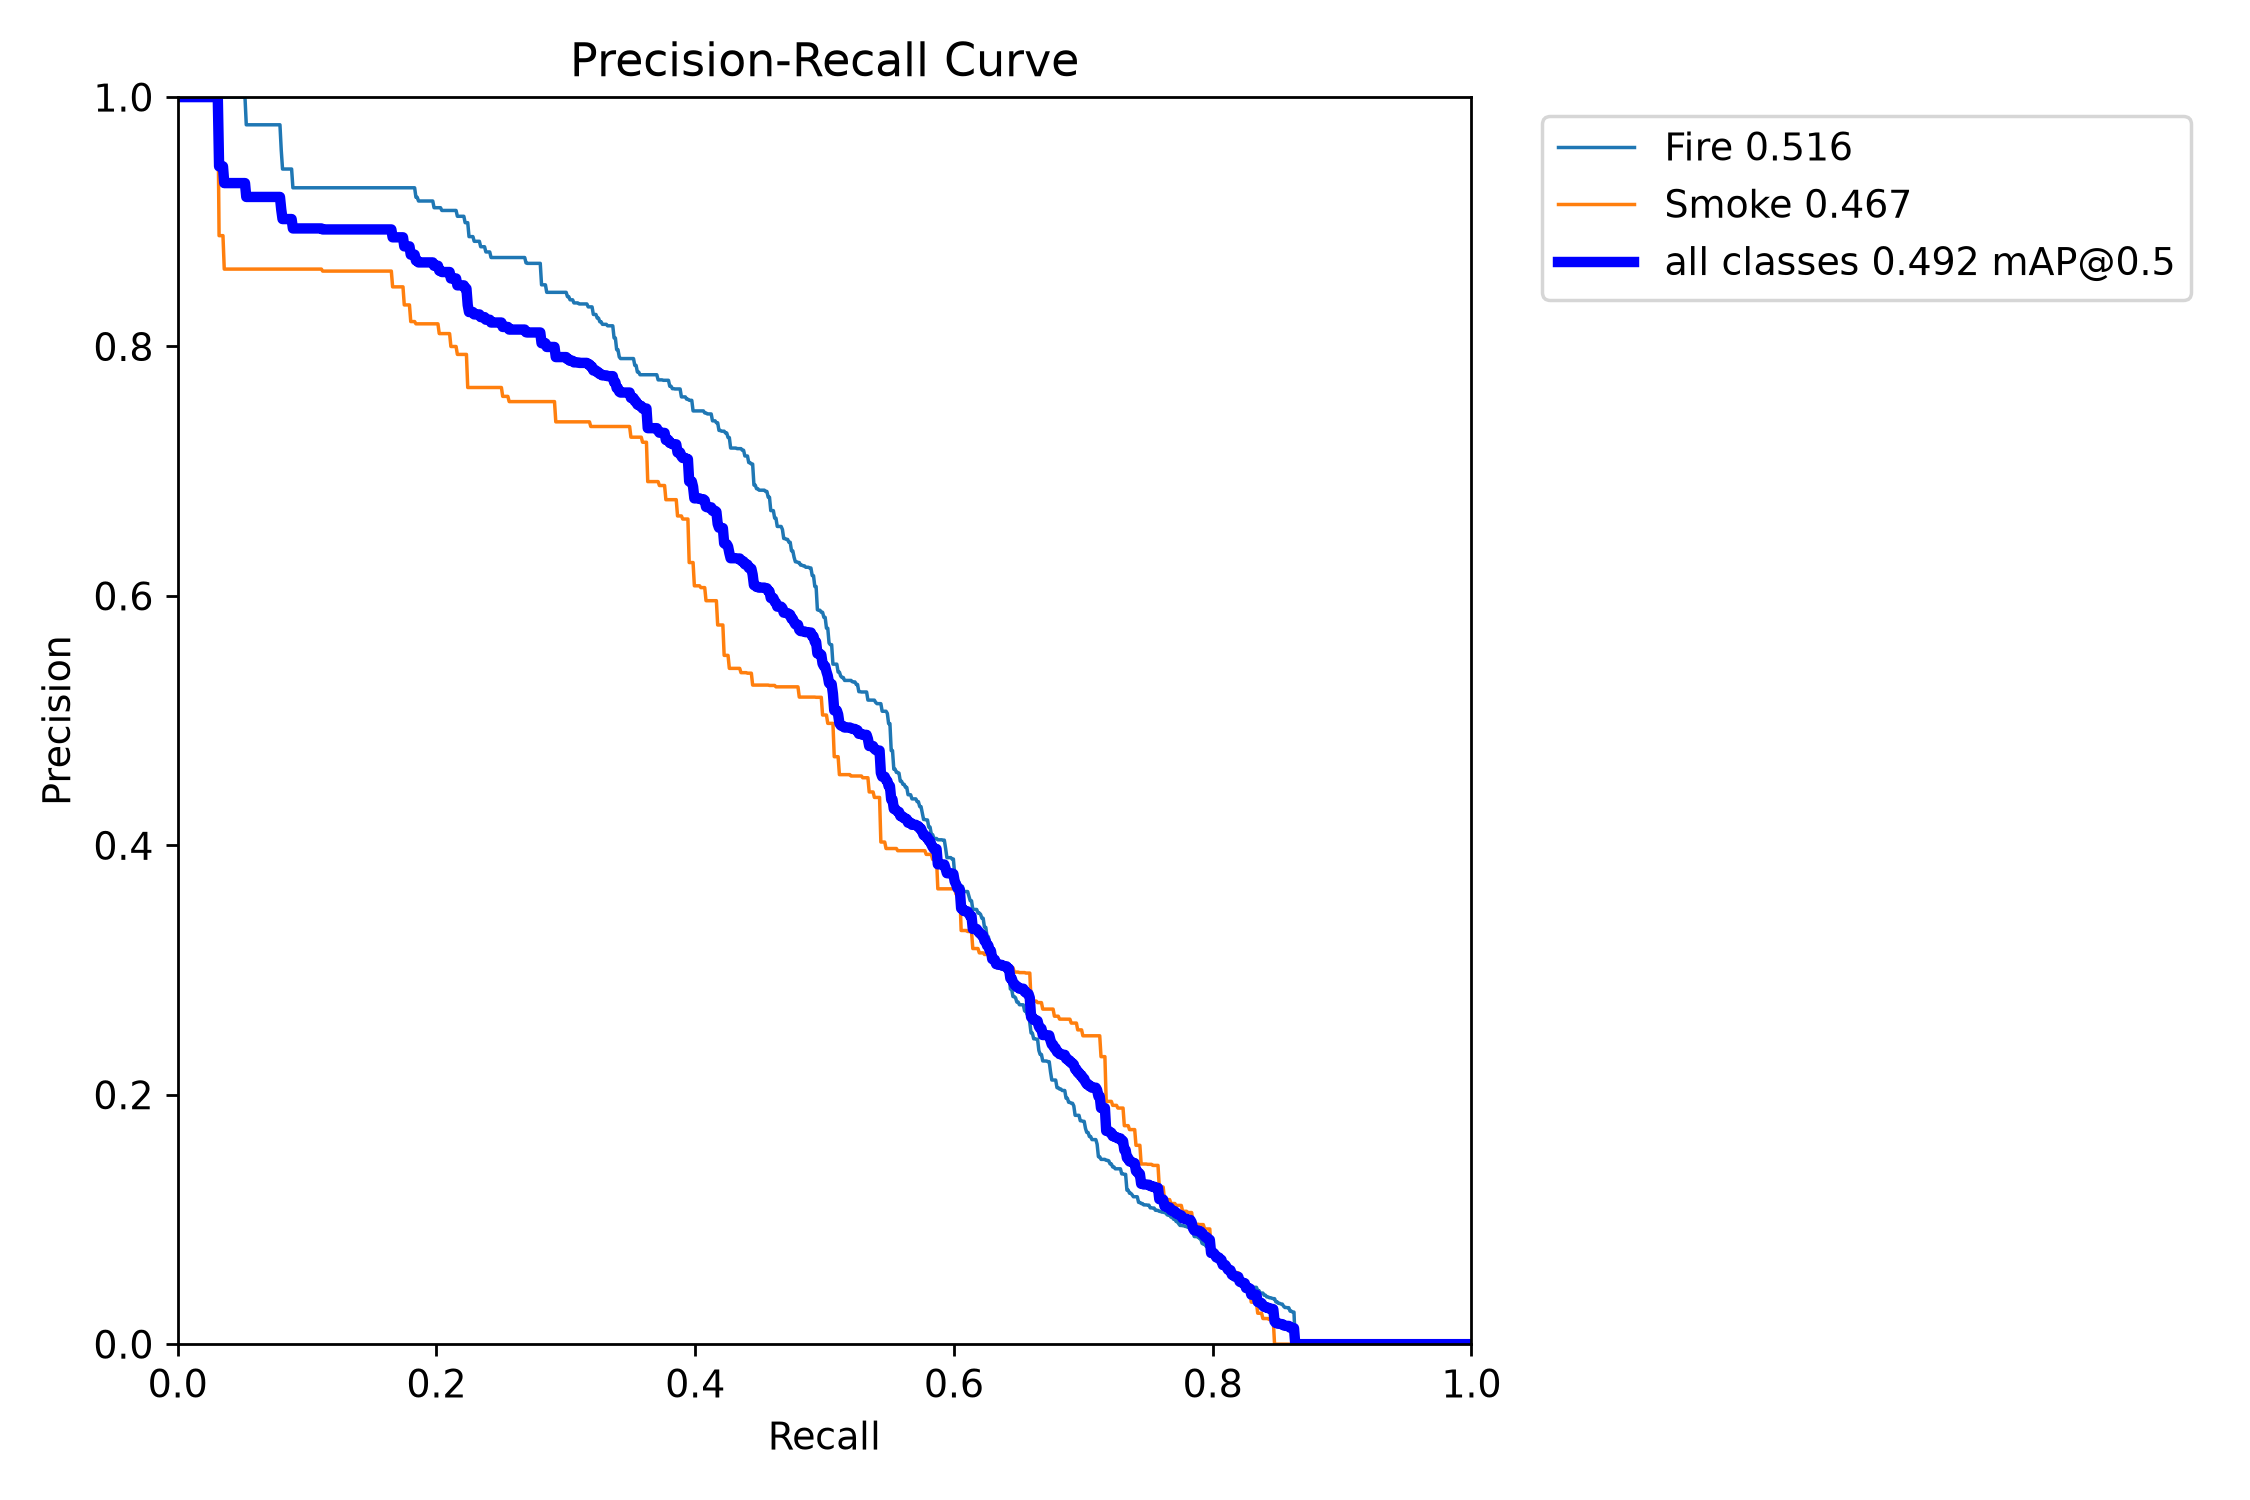 Precision-Recall Curve
Fire 0.516
Smoke 0.467
all classes 0.492 mAP@0.5
Precision
1.0
0.8
0.6
0.4
0.2
0.0
0.0 0.2 0.4 0.6 0.8 1.0
Recall